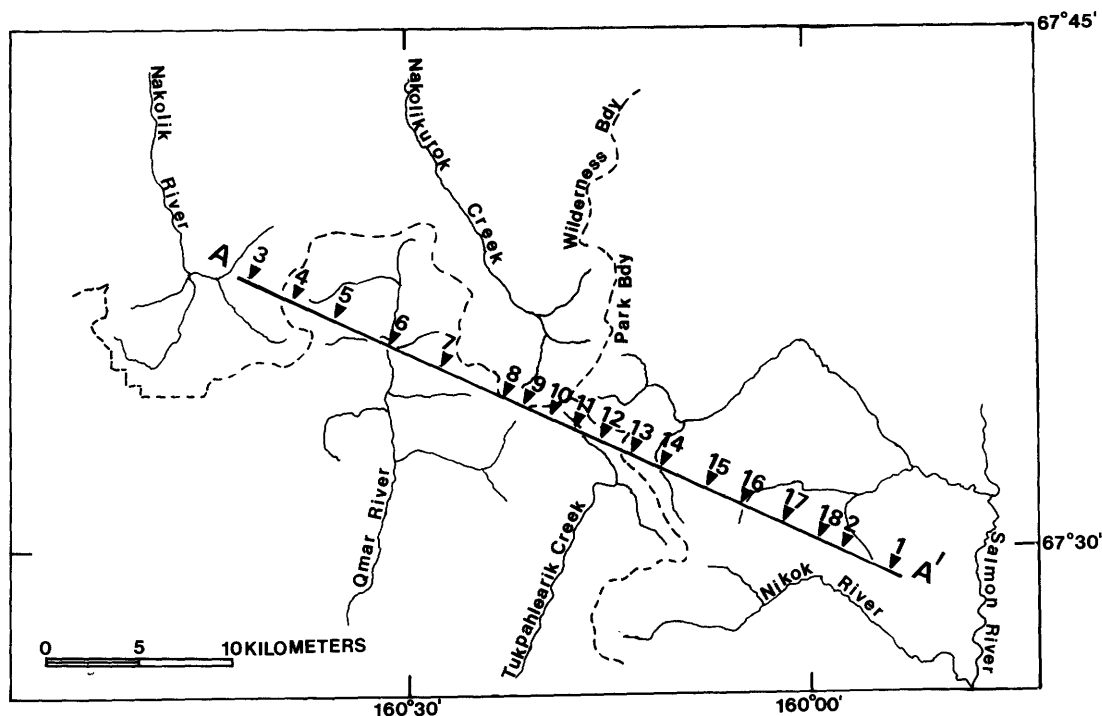 67°45'
Nakolik River
Nakolikurok Creek
Wilderness Bdy
Park Bdy
A
3
4
5
6
7
8
9
10
11
12
13
14
15
16
17
18
2
1
A'
67°30'
Qmar River
Tukpahlearik Creek
Nikok River
Salmon River
0 5 10 KILOMETERS
160°30'
160°00'